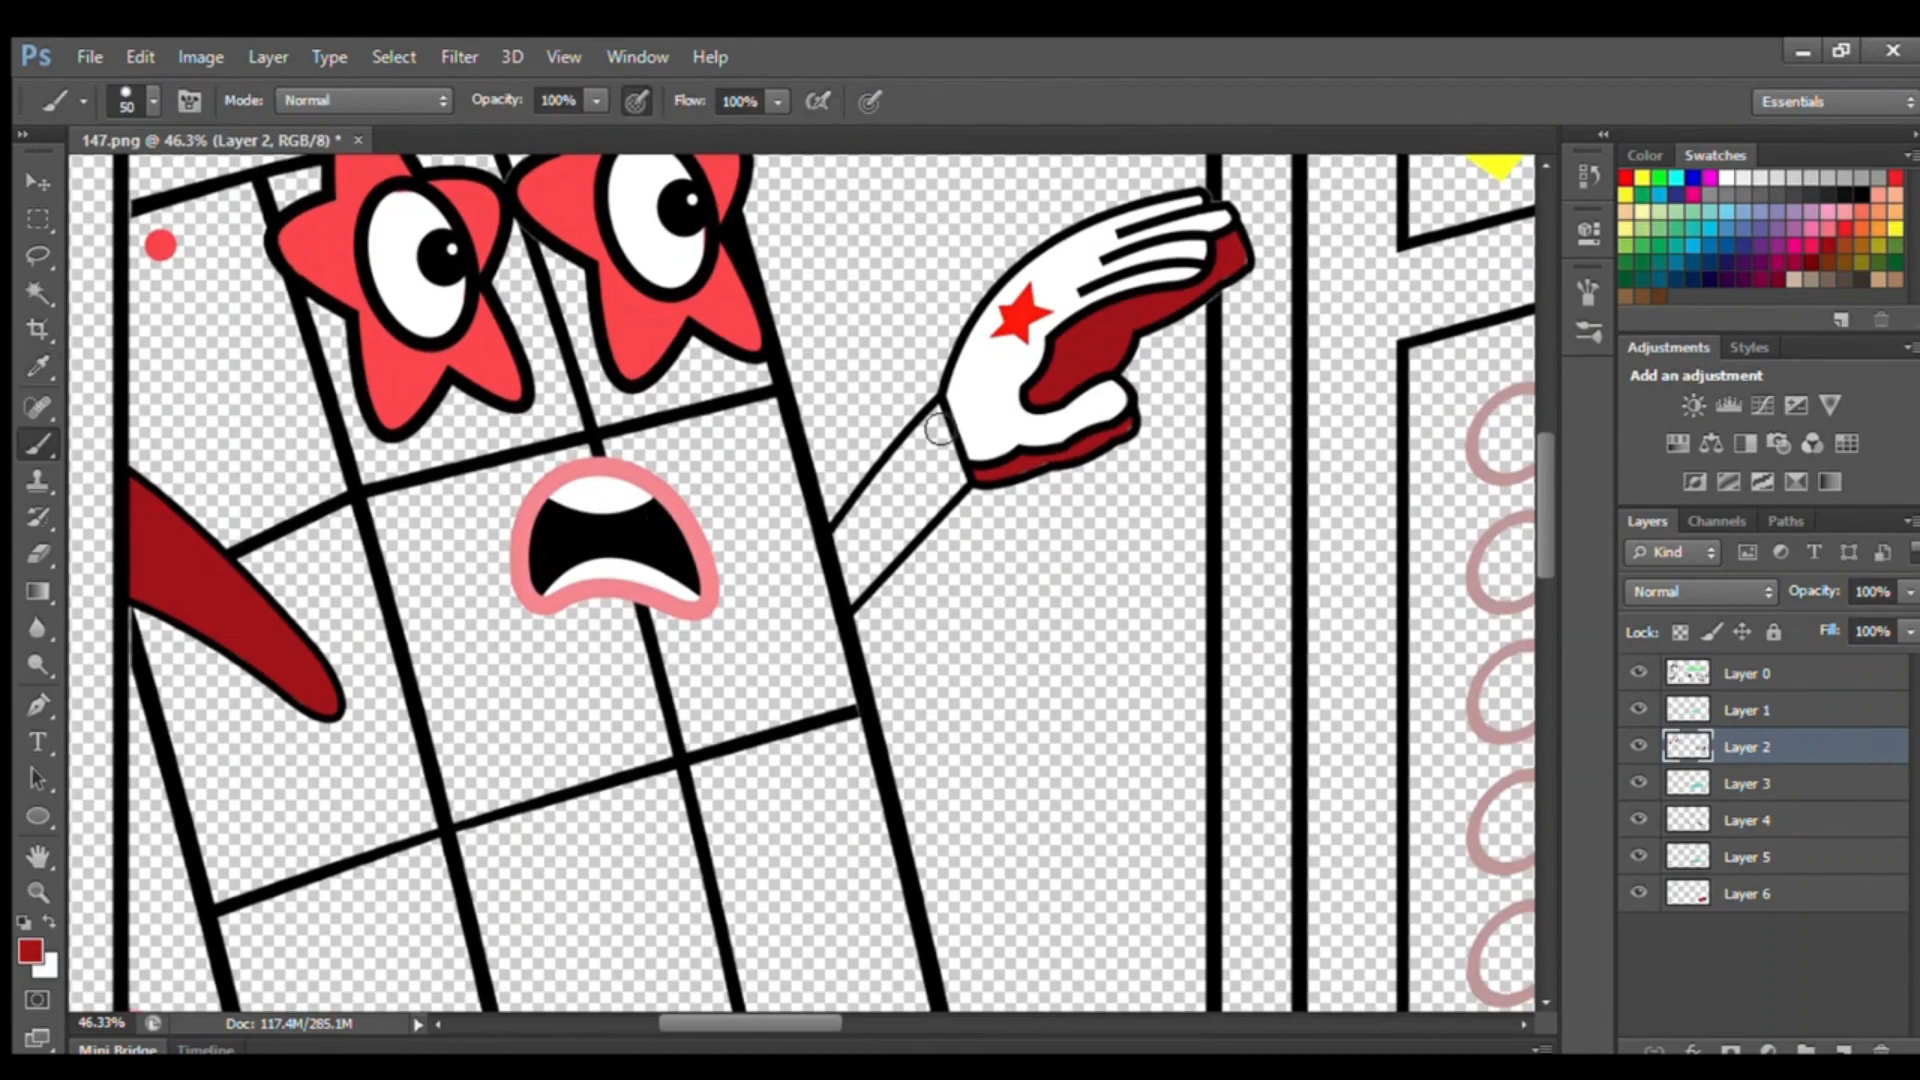 Ps File Edit Image Layer Type Select Filter 3D View Window Help
50 Mode: Normal Opacity: 100% Flow: 100% Essentials
147.png @ 46.3% (Layer 2, RGB/8) * ×
Color Swatches
Adjustments Styles
Add an adjustment
Layers Channels Paths
Kind
Normal Opacity: 100%
Lock: Fill: 100%
Layer 0
Layer 1
Layer 2
Layer 3
Layer 4
Layer 5
Layer 6
46.33% Doc: 117.4M/285.1M
Mini Bridge Timeline